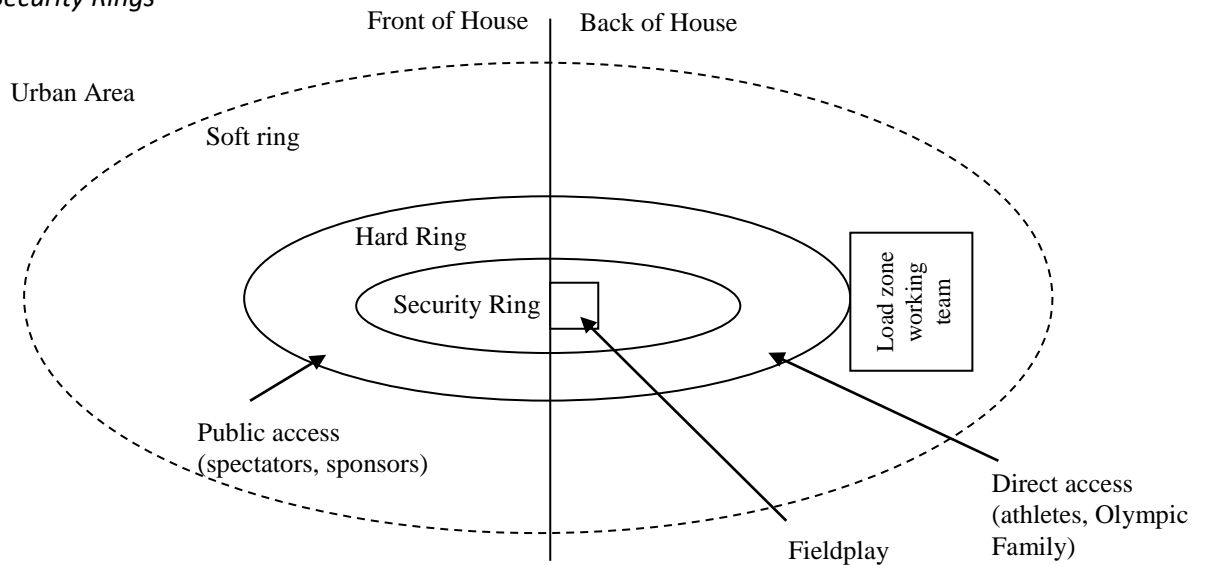 Security Rings
Front of House
Back of House
Urban Area
Soft ring
Hard Ring
Security Ring
Load zone
working
team
Public access
(spectators, sponsors)
Direct access
(athletes, Olympic
Family)
Fieldplay